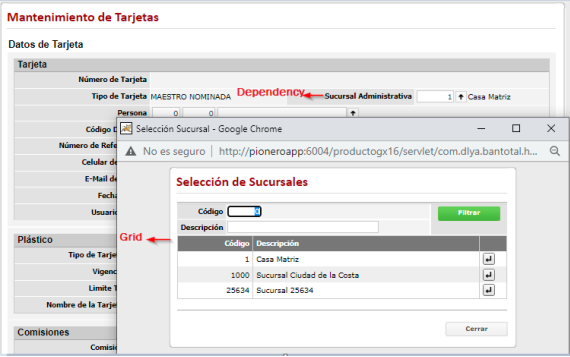 Mantenimiento de Tarjetas
Datos de Tarjeta
Tarjeta
Número de Tarjeta
Tipo de Tarjeta MAESTRO NOMINADA Dependency Sucursal Administrativa 1 Casa Matriz
Persona 0 0
Código D
Número de Refe
Celular de
E-Mail de
Fecha
Usuari
Plástico
Tipo de Tarje
Vigenc
Limite T
Nombre de la Tarje
Comisiones
Comisi
Selección Sucursal - Google Chrome
No es seguro | http://pioneroapp:6004/productogx16/servlet/com.dlya.bantotal.h...
Selección de Sucursales
Código 0
Filtrar
Descripción
Grid
Código Descripción
1 Casa Matriz
1000 Sucursal Ciudad de la Costa
25634 Sucursal 25634
Cerrar